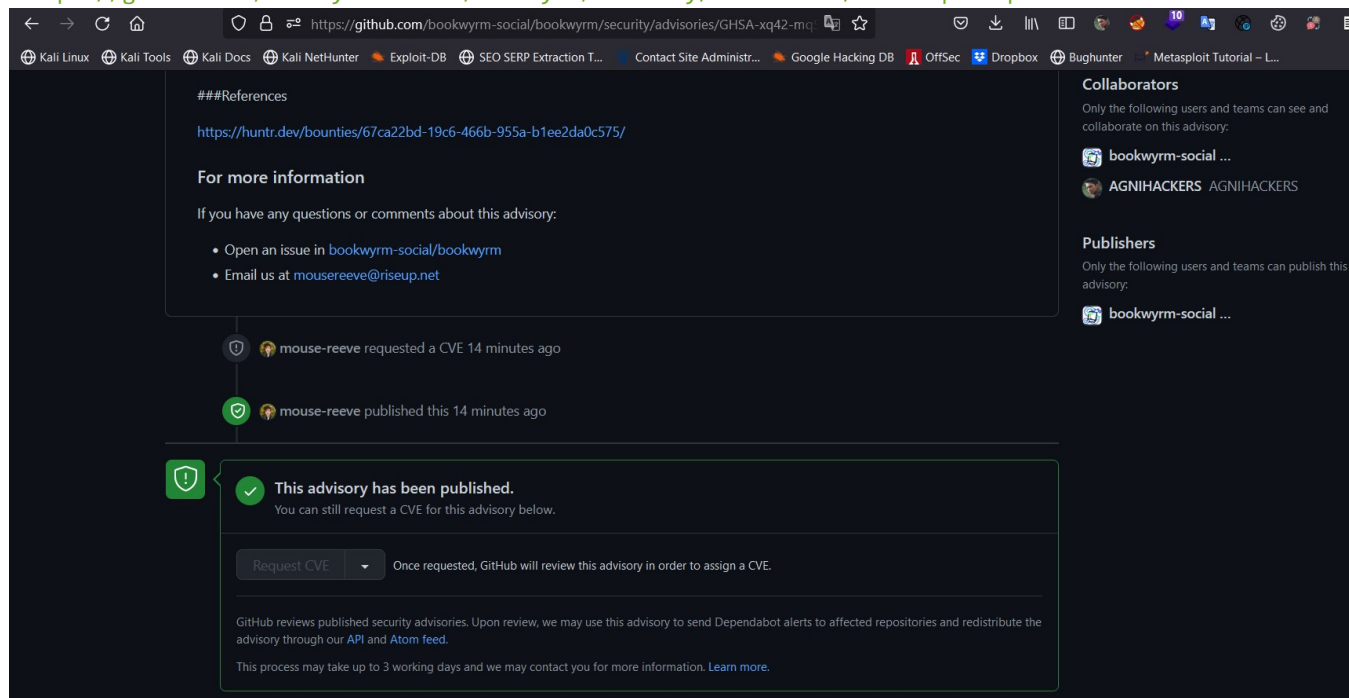 https://github.com/bookwyrm-social/bookwyrm/security/advisories/GHSA-xq42-mq
10
Kali Linux Kali Tools Kali Docs Kali NetHunter Exploit-DB SEO SERP Extraction T... Contact Site Administr... Google Hacking DB OffSec Dropbox Bughunter Metasploit Tutorial – L...
###References
https://huntr.dev/bounties/67ca22bd-19c6-466b-955a-b1ee2da0c575/
For more information
If you have any questions or comments about this advisory:
• Open an issue in bookwyrm-social/bookwyrm
• Email us at mousereeve@riseup.net
mouse-reeve requested a CVE 14 minutes ago
mouse-reeve published this 14 minutes ago
This advisory has been published.
You can still request a CVE for this advisory below.
Request CVE Once requested, GitHub will review this advisory in order to assign a CVE.
GitHub reviews published security advisories. Upon review, we may use this advisory to send Dependabot alerts to affected repositories and redistribute the
advisory through our API and Atom feed.
This process may take up to 3 working days and we may contact you for more information. Learn more.
Collaborators
Only the following users and teams can see and
collaborate on this advisory:
bookwyrm-social ...
AGNIHACKERS AGNIHACKERS
Publishers
Only the following users and teams can publish this
advisory:
bookwyrm-social ...